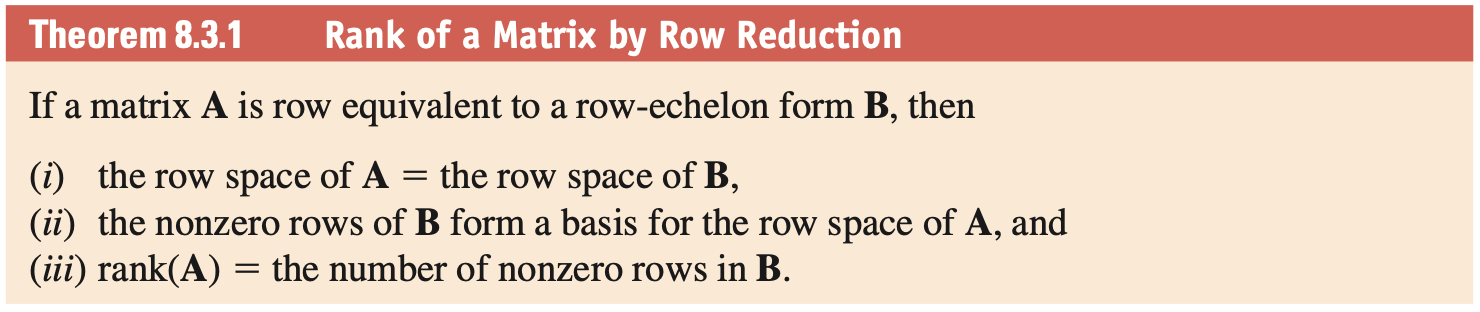 Theorem 8.3.1 Rank of a Matrix by Row Reduction
If a matrix A is row equivalent to a row-echelon form B, then
(i) the row space of A = the row space of B,
(ii) the nonzero rows of B form a basis for the row space of A, and
(iii) rank(A) = the number of nonzero rows in B.